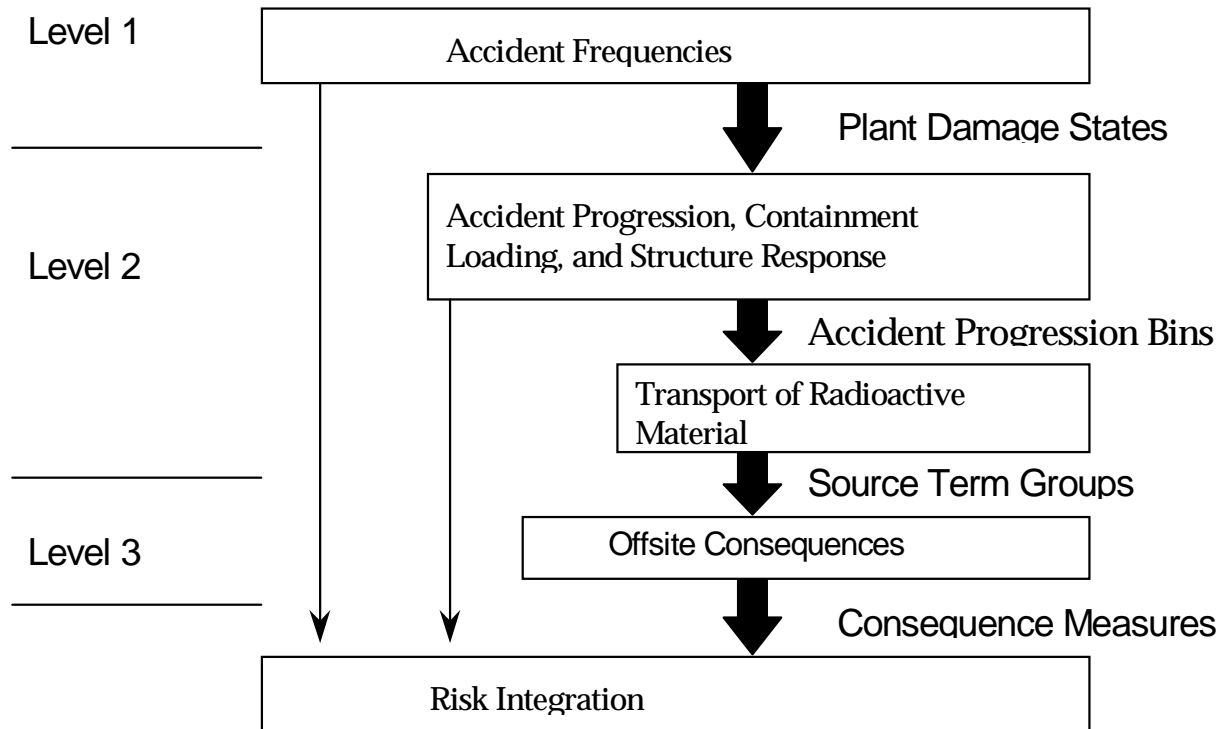 Level 1
Accident Frequencies
Plant Damage States
Level 2
Accident Progression, Containment
Loading, and Structure Response
Accident Progression Bins
Transport of Radioactive
Material
Source Term Groups
Level 3
Offsite Consequences
Consequence Measures
Risk Integration